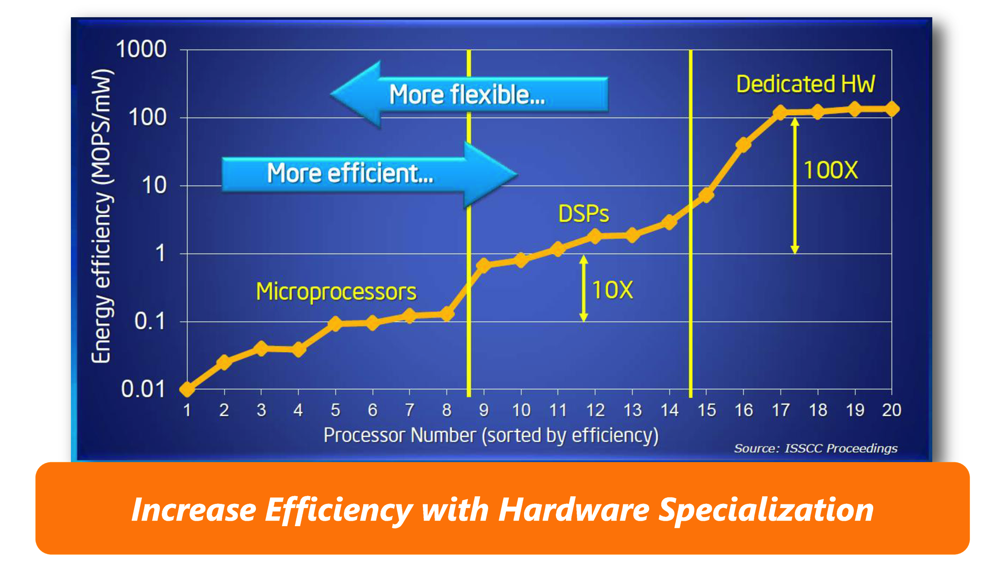 1000
100
10
1
0.1
0.01
Energy efficiency (MOPS/mW)
More flexible...
More efficient...
Dedicated HW
100X
DSPs
10X
Microprocessors
1 2 3 4 5 6 7 8 9 10 11 12 13 14 15 16 17 18 19 20
Processor Number (sorted by efficiency)
Source: ISSCC Proceedings
Increase Efficiency with Hardware Specialization